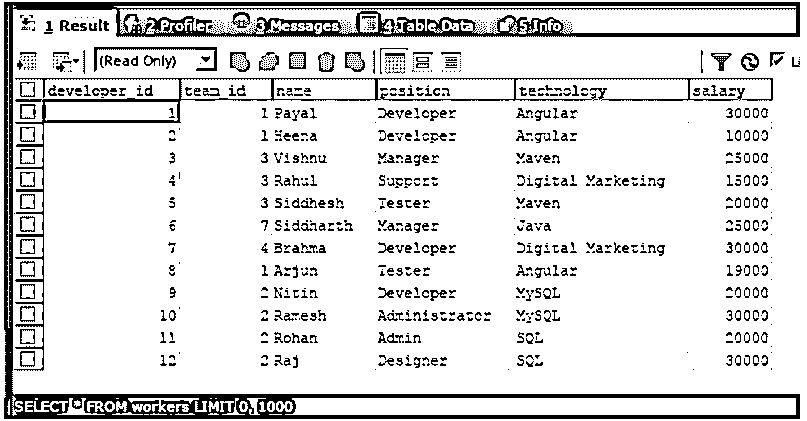 1 Result 2 Profiler 3 Messages 4 Table Data 5 Info
(Read Only)
developer_id team_id name position technology salary
1 1 Payal Developer Angular 30000
2 1 Heena Developer Angular 10000
3 3 Vishnu Manager Maven 25000
4 3 Rahul Support Digital Marketing 15000
5 3 Siddhesh Tester Maven 20000
6 7 Siddharth Manager Java 25000
7 4 Brahma Developer Digital Marketing 30000
8 1 Arjun Tester Angular 19000
9 2 Nitin Developer MySQL 20000
10 2 Ramesh Administrator MySQL 30000
11 2 Rohan Admin SQL 20000
12 2 Raj Designer SQL 30000
SELECT * FROM workers LIMIT 0, 1000